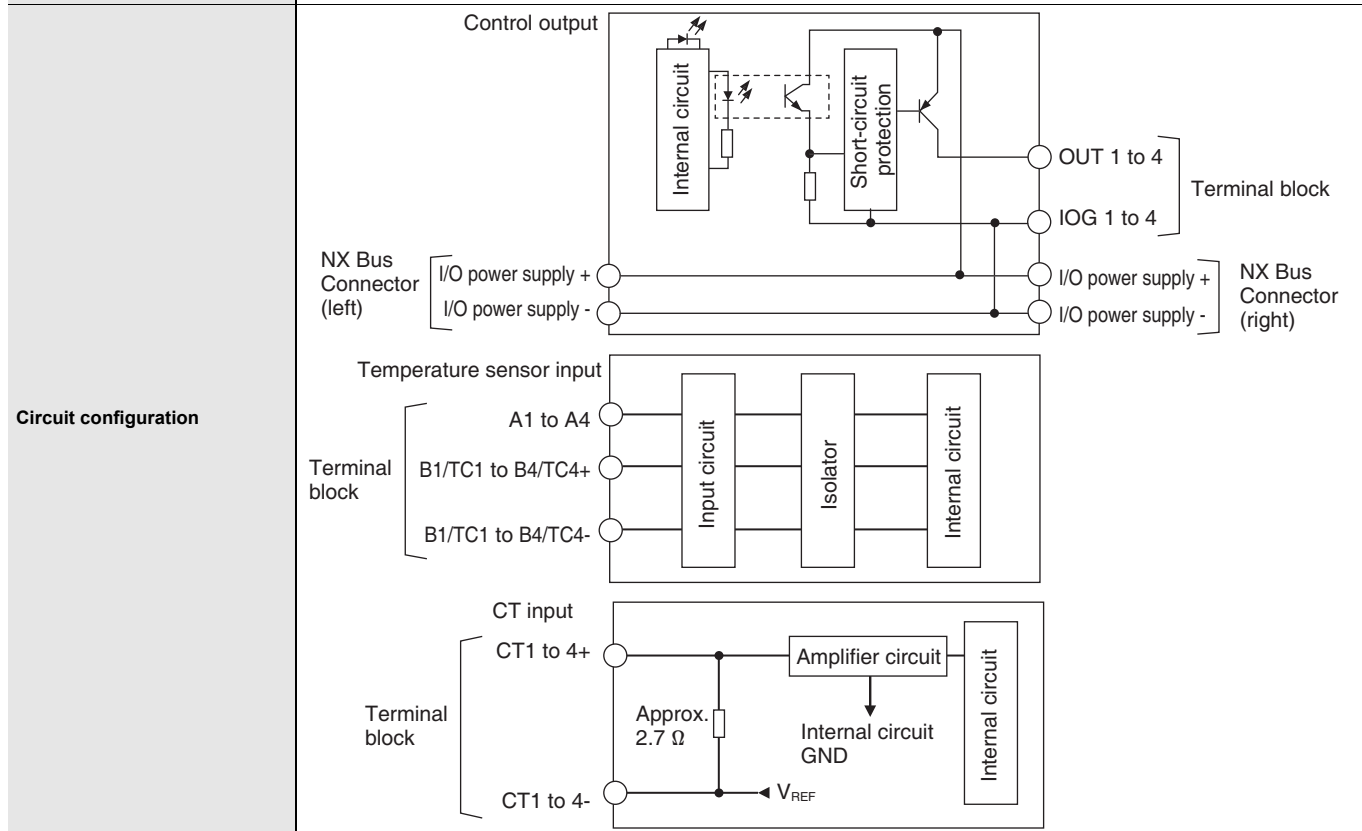 Circuit configuration
Control output
Internal circuit
Short-circuit
protection
OUT 1 to 4
IOG 1 to 4
Terminal block
NX Bus
Connector
(left)
I/O power supply +
I/O power supply -
I/O power supply +
I/O power supply -
NX Bus
Connector
(right)
Temperature sensor input
Terminal
block
A1 to A4
B1/TC1 to B4/TC4+
B1/TC1 to B4/TC4-
Input circuit
Isolator
Internal circuit
CT input
Terminal
block
CT1 to 4+
CT1 to 4-
Approx.
2.7 Ω
Amplifier circuit
Internal circuit
GND
VREF
Internal circuit